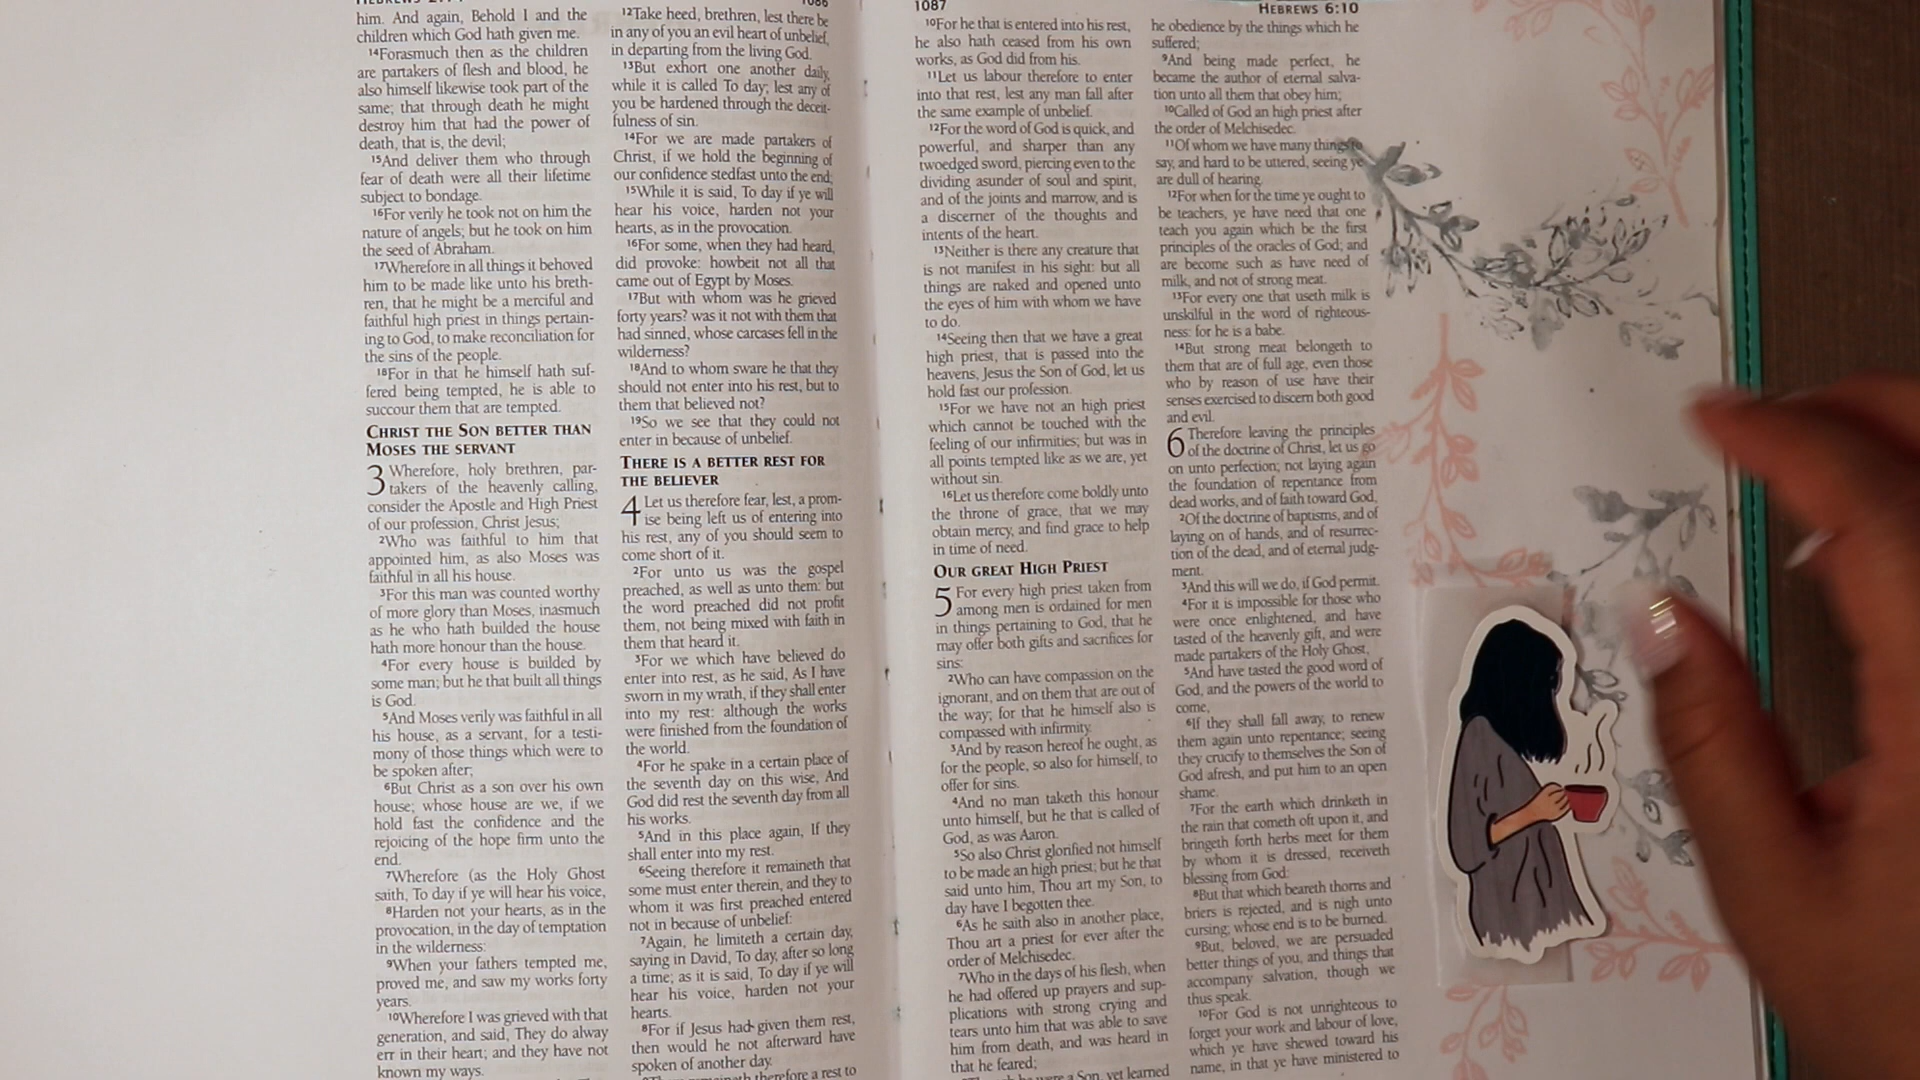 1086
him. And again, Behold I and the
children which God hath given me.
14Forasmuch then as the children
are partakers of flesh and blood, he
also himself likewise took part of the
same; that through death he might
destroy him that had the power of
death, that is, the devil;
15And deliver them who through
fear of death were all their lifetime
subject to bondage.
16For verily he took not on him the
nature of angels; but he took on him
the seed of Abraham.
17Wherefore in all things it behoved
him to be made like unto his breth-
ren, that he might be a merciful and
faithful high priest in things pertain-
ing to God, to make reconciliation for
the sins of the people.
18For in that he himself hath suf-
fered being tempted, he is able to
succour them that are tempted.
CHRIST THE SON BETTER THAN
MOSES THE SERVANT
3 Wherefore, holy brethren, par-
takers of the heavenly calling,
consider the Apostle and High Priest
of our profession, Christ Jesus;
2Who was faithful to him that
appointed him, as also Moses was
faithful in all his house.
3For this man was counted worthy
of more glory than Moses, inasmuch
as he who hath builded the house
hath more honour than the house.
4For every house is builded by
some man; but he that built all things
is God.
5And Moses verily was faithful in all
his house, as a servant, for a testi-
mony of those things which were to
be spoken after;
6But Christ as a son over his own
house; whose house are we, if we
hold fast the confidence and the
rejoicing of the hope firm unto the
end.
7Wherefore (as the Holy Ghost
saith, To day if ye will hear his voice,
8Harden not your hearts, as in the
provocation, in the day of temptation
in the wilderness:
9When your fathers tempted me,
proved me, and saw my works forty
years.
10Wherefore I was grieved with that
generation, and said, They do alway
err in their heart; and they have not
known my ways.
12Take heed, brethren, lest there be
in any of you an evil heart of unbelief,
in departing from the living God.
13But exhort one another daily,
while it is called To day; lest any of
you be hardened through the deceit-
fulness of sin.
14For we are made partakers of
Christ, if we hold the beginning of
our confidence stedfast unto the end;
15While it is said, To day if ye will
hear his voice, harden not your
hearts, as in the provocation.
16For some, when they had heard,
did provoke: howbeit not all that
came out of Egypt by Moses.
17But with whom was he grieved
forty years? was it not with them that
had sinned, whose carcases fell in the
wilderness?
18And to whom sware he that they
should not enter into his rest, but to
them that believed not?
19So we see that they could not
enter in because of unbelief.
THERE IS A BETTER REST FOR
THE BELIEVER
4 Let us therefore fear, lest, a prom-
ise being left us of entering into
his rest, any of you should seem to
come short of it.
2For unto us was the gospel
preached, as well as unto them: but
the word preached did not profit
them, not being mixed with faith in
them that heard it.
3For we which have believed do
enter into rest, as he said, As I have
sworn in my wrath, if they shall enter
into my rest: although the works
were finished from the foundation of
the world.
4For he spake in a certain place of
the seventh day on this wise, And
God did rest the seventh day from all
his works.
5And in this place again, If they
shall enter into my rest.
6Seeing therefore it remaineth that
some must enter therein, and they to
whom it was first preached entered
not in because of unbelief:
7Again, he limiteth a certain day,
saying in David, To day, after so long
a time; as it is said, To day if ye will
hear his voice, harden not your
hearts.
8For if Jesus had given them rest,
then would he not afterward have
spoken of another day.
therefore a rest to
1087
HEBREWS 6:10
10For he that is entered into his rest,
he also hath ceased from his own
works, as God did from his.
11Let us labour therefore to enter
into that rest, lest any man fall after
the same example of unbelief.
12For the word of God is quick, and
powerful, and sharper than any
twoedged sword, piercing even to the
dividing asunder of soul and spirit,
and of the joints and marrow, and is
a discerner of the thoughts and
intents of the heart.
13Neither is there any creature that
is not manifest in his sight: but all
things are naked and opened unto
the eyes of him with whom we have
to do.
14Seeing then that we have a great
high priest, that is passed into the
heavens, Jesus the Son of God, let us
hold fast our profession.
15For we have not an high priest
which cannot be touched with the
feeling of our infirmities; but was in
all points tempted like as we are, yet
without sin.
16Let us therefore come boldly unto
the throne of grace, that we may
obtain mercy, and find grace to help
in time of need.
OUR GREAT HIGH PRIEST
5 For every high priest taken from
among men is ordained for men
in things pertaining to God, that he
may offer both gifts and sacrifices for
sins:
2Who can have compassion on the
ignorant, and on them that are out of
the way; for that he himself also is
compassed with infirmity.
3And by reason hereof he ought, as
for the people, so also for himself, to
offer for sins.
4And no man taketh this honour
unto himself, but he that is called of
God, as was Aaron.
5So also Christ glorified not himself
to be made an high priest; but he that
said unto him, Thou art my Son, to
day have I begotten thee.
6As he saith also in another place,
Thou art a priest for ever after the
order of Melchisedec.
7Who in the days of his flesh, when
he had offered up prayers and sup-
plications with strong crying and
tears unto him that was able to save
him from death, and was heard in
that he feared;
were a Son, yet learned
he obedience by the things which he
suffered;
9And being made perfect, he
became the author of eternal salva-
tion unto all them that obey him;
10Called of God an high priest after
the order of Melchisedec.
11Of whom we have many things to
say, and hard to be uttered, seeing ye
are dull of hearing.
12For when for the time ye ought to
be teachers, ye have need that one
teach you again which be the first
principles of the oracles of God; and
are become such as have need of
milk, and not of strong meat.
13For every one that useth milk is
unskilful in the word of righteous-
ness: for he is a babe.
14But strong meat belongeth to
them that are of full age, even those
who by reason of use have their
senses exercised to discern both good
and evil.
6 Therefore leaving the principles
of the doctrine of Christ, let us go
on unto perfection; not laying again
the foundation of repentance from
dead works, and of faith toward God,
2Of the doctrine of baptisms, and of
laying on of hands, and of resurrec-
tion of the dead, and of eternal judg-
ment.
3And this will we do, if God permit.
4For it is impossible for those who
were once enlightened, and have
tasted of the heavenly gift, and were
made partakers of the Holy Ghost,
5And have tasted the good word of
God, and the powers of the world to
come,
6If they shall fall away, to renew
them again unto repentance; seeing
they crucify to themselves the Son of
God afresh, and put him to an open
shame.
7For the earth which drinketh in
the rain that cometh oft upon it, and
bringeth forth herbs meet for them
by whom it is dressed, receiveth
blessing from God:
8But that which beareth thorns and
briers is rejected, and is nigh unto
cursing; whose end is to be burned.
9But, beloved, we are persuaded
better things of you, and things that
accompany salvation, though we
thus speak.
10For God is not unrighteous to
forget your work and labour of love,
which ye have shewed toward his
name, in that ye have ministered to